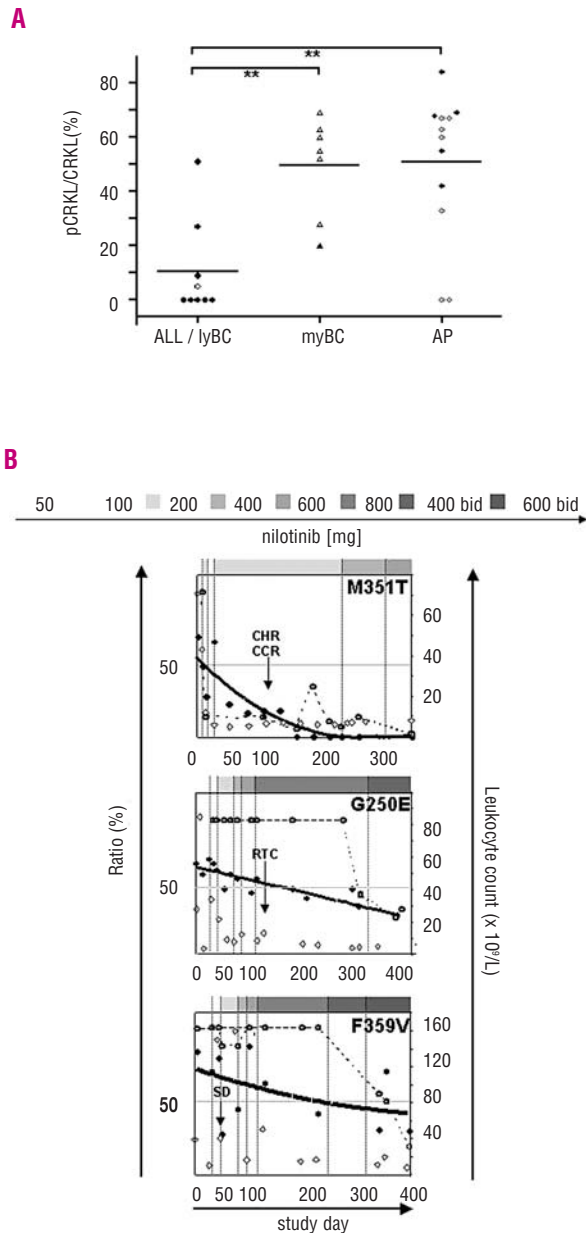 A
**
**
pCRKL/CRKL(%)
80
60
40
20
0
ALL / lyBC
myBC
AP
B
50 100 200 400 600 800 400 bid 600 bid
nilotinib [mg]
M351T
60
CHR
CCR
50
40
20
0 50 100 200 300
G250E
80
RTC
60
50
40
20
0 50 100 200 300 400
F359V
160
120
SD
50
80
40
0 50 100 200 300 400
study day
Ratio (%)
Leukocyte count (x 10⁹/L)